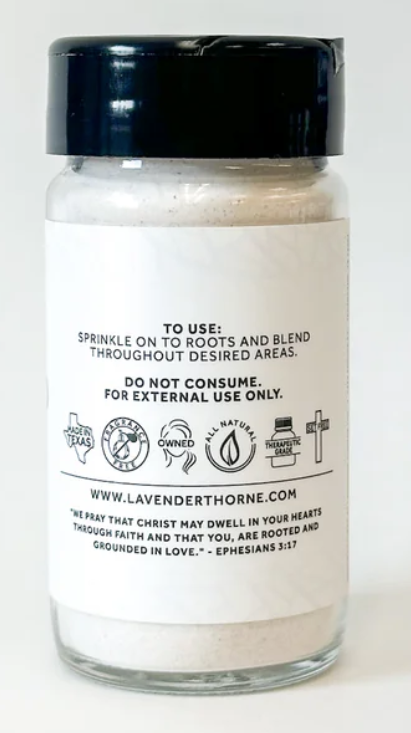 TO USE:
SPRINKLE ON TO ROOTS AND BLEND
THROUGHOUT DESIRED AREAS.
DO NOT CONSUME.
FOR EXTERNAL USE ONLY.
MADE IN
TEXAS
FRAGRANCE
FREE
OWNED
ALL NATURAL
THERAPEUTIC
GRADE
WWW.LAVENDERTHORNE.COM
"WE PRAY THAT CHRIST MAY DWELL IN YOUR HEARTS
THROUGH FAITH AND THAT YOU, ARE ROOTED AND
GROUNDED IN LOVE." - EPHESIANS 3:17